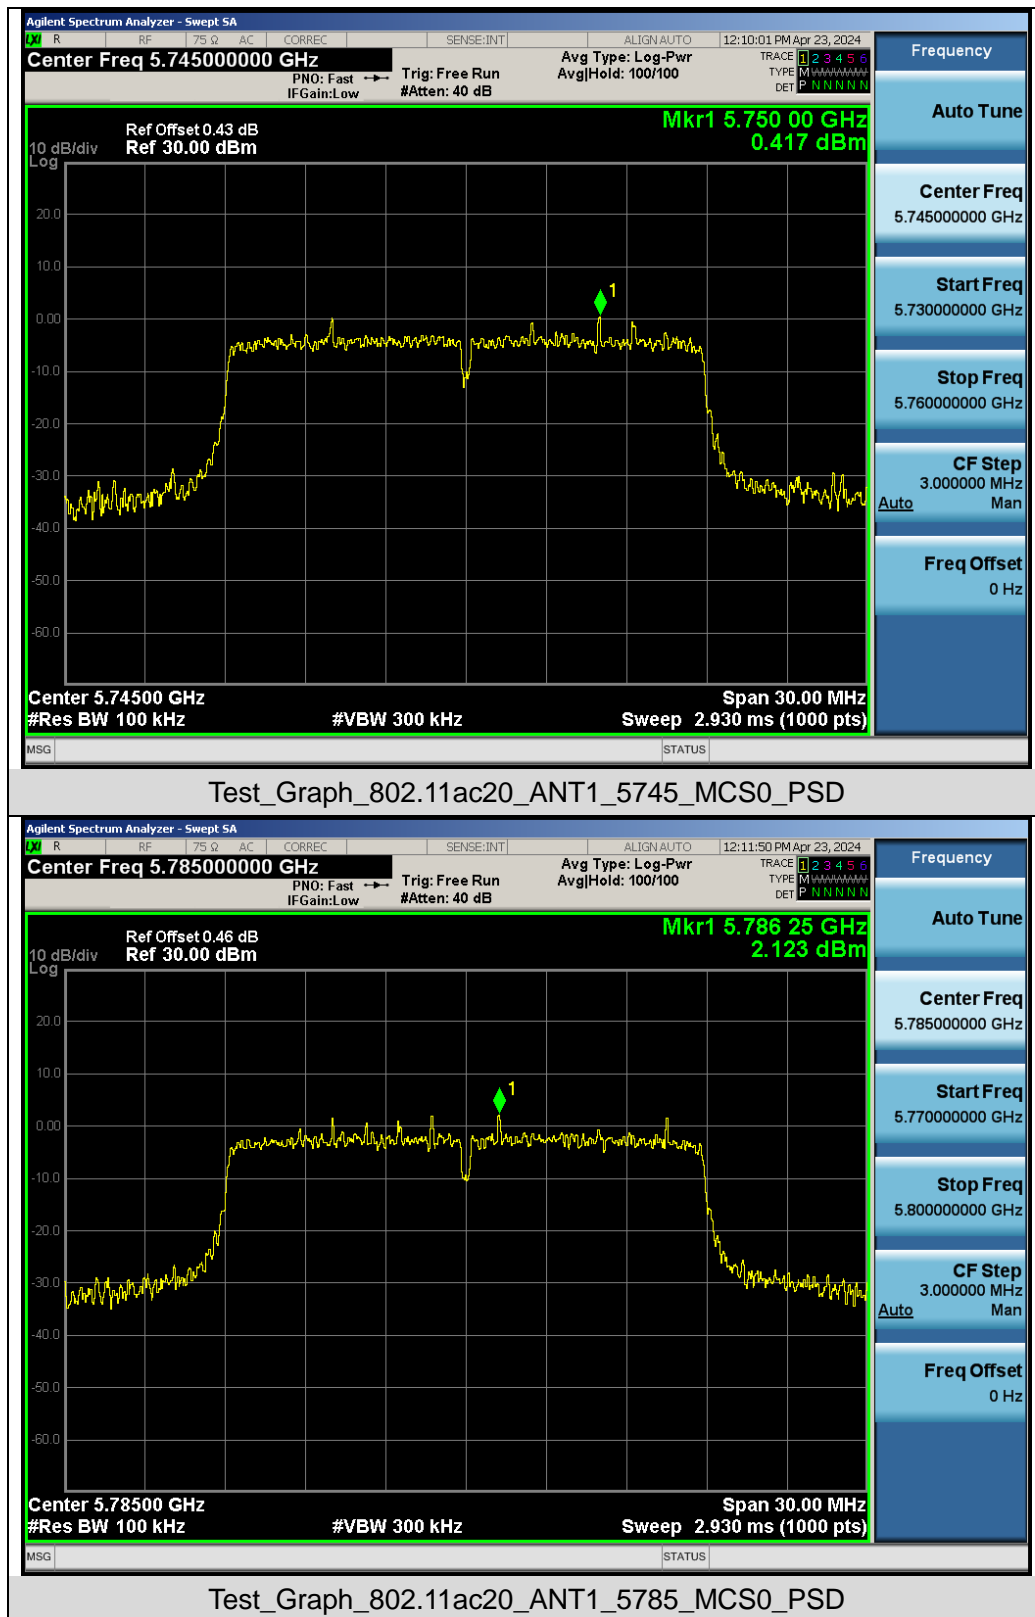 Agilent Spectrum Analyzer - Swept SA
LXI R RF 75 Ω AC CORREC SENSE:INT ALIGN AUTO 12:10:01 PM Apr 23, 2024
Center Freq 5.745000000 GHz
PNO: Fast
IFGain:Low
Trig: Free Run
#Atten: 40 dB
Avg Type: Log-Pwr
Avg|Hold: 100/100
TRACE 1 2 3 4 5 6
TYPE M
DET P N N N N N
Ref Offset 0.43 dB
Ref 30.00 dBm
10 dB/div
Log
Mkr1 5.750 00 GHz
0.417 dBm
1
20.0
10.0
0.00
-10.0
-20.0
-30.0
-40.0
-50.0
-60.0
Center 5.74500 GHz
#Res BW 100 kHz
#VBW 300 kHz
Span 30.00 MHz
Sweep 2.930 ms (1000 pts)
MSG
STATUS
Frequency
Auto Tune
Center Freq
5.745000000 GHz
Start Freq
5.730000000 GHz
Stop Freq
5.760000000 GHz
CF Step
3.000000 MHz
Auto Man
Freq Offset
0 Hz
Test_Graph_802.11ac20_ANT1_5745_MCS0_PSD
Agilent Spectrum Analyzer - Swept SA
LXI R RF 75 Ω AC CORREC SENSE:INT ALIGN AUTO 12:11:50 PM Apr 23, 2024
Center Freq 5.785000000 GHz
PNO: Fast
IFGain:Low
Trig: Free Run
#Atten: 40 dB
Avg Type: Log-Pwr
Avg|Hold: 100/100
TRACE 1 2 3 4 5 6
TYPE M
DET P N N N N N
Ref Offset 0.46 dB
Ref 30.00 dBm
10 dB/div
Log
Mkr1 5.786 25 GHz
2.123 dBm
1
20.0
10.0
0.00
-10.0
-20.0
-30.0
-40.0
-50.0
-60.0
Center 5.78500 GHz
#Res BW 100 kHz
#VBW 300 kHz
Span 30.00 MHz
Sweep 2.930 ms (1000 pts)
MSG
STATUS
Frequency
Auto Tune
Center Freq
5.785000000 GHz
Start Freq
5.770000000 GHz
Stop Freq
5.800000000 GHz
CF Step
3.000000 MHz
Auto Man
Freq Offset
0 Hz
Test_Graph_802.11ac20_ANT1_5785_MCS0_PSD